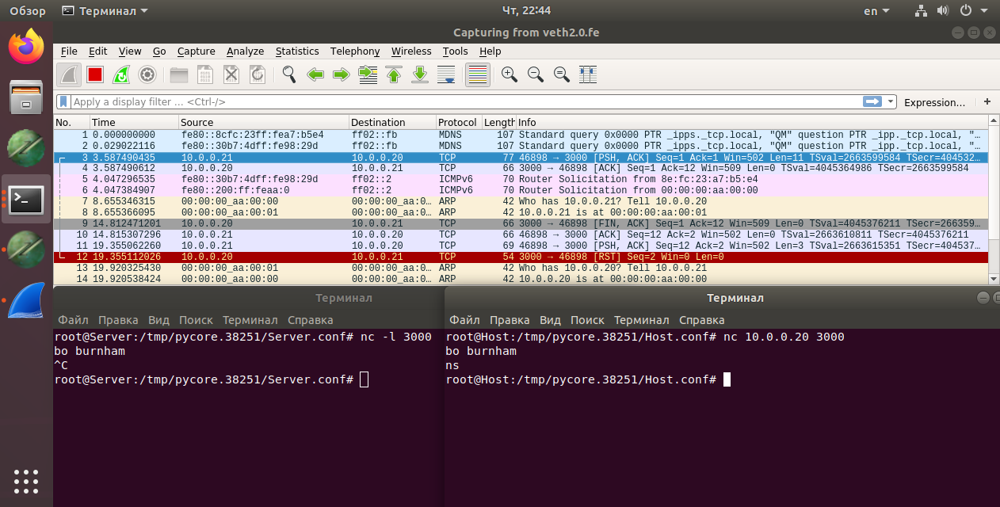 Обзор Терминал Чт, 22:44 en
Capturing from veth2.0.fe
File Edit View Go Capture Analyze Statistics Telephony Wireless Tools Help
Apply a display filter … <Ctrl-/> Expression… +
No. Time Source Destination Protocol Length Info
1 0.000000000 fe80::8cfc:23ff:fea7:b5e4 ff02::fb MDNS 107 Standard query 0x0000 PTR _ipps._tcp.local, "QM" question PTR _ipp._tcp.local, "…
2 0.029022116 fe80::30b7:4dff:fe98:29d ff02::fb MDNS 107 Standard query 0x0000 PTR _ipps._tcp.local, "QM" question PTR _ipp._tcp.local, "…
3 3.587490435 10.0.0.21 10.0.0.20 TCP 77 46898 → 3000 [PSH, ACK] Seq=1 Ack=1 Win=502 Len=11 TSval=2663599584 TSecr=404532…
4 3.587490612 10.0.0.20 10.0.0.21 TCP 66 3000 → 46898 [ACK] Seq=1 Ack=12 Win=509 Len=0 TSval=4045364986 TSecr=2663599584
5 4.047296535 fe80::30b7:4dff:fe98:29d ff02::2 ICMPv6 70 Router Solicitation from 8e:fc:23:a7:b5:e4
6 4.047384907 fe80::200:ff:feaa:0 ff02::2 ICMPv6 70 Router Solicitation from 00:00:00:aa:00:00
7 8.655346315 00:00:00_aa:00:00 00:00:00_aa:0… ARP 42 Who has 10.0.0.21? Tell 10.0.0.20
8 8.655366095 00:00:00_aa:00:01 00:00:00_aa:0… ARP 42 10.0.0.21 is at 00:00:00:aa:00:01
9 14.812471201 10.0.0.20 10.0.0.21 TCP 66 3000 → 46898 [FIN, ACK] Seq=1 Ack=12 Win=509 Len=0 TSval=4045376211 TSecr=266359…
10 14.815307296 10.0.0.21 10.0.0.20 TCP 66 46898 → 3000 [ACK] Seq=12 Ack=2 Win=502 Len=0 TSval=2663610811 TSecr=4045376211
11 19.355062260 10.0.0.21 10.0.0.20 TCP 69 46898 → 3000 [PSH, ACK] Seq=12 Ack=2 Win=502 Len=3 TSval=2663615351 TSecr=404537…
12 19.355112026 10.0.0.20 10.0.0.21 TCP 54 3000 → 46898 [RST] Seq=2 Win=0 Len=0
13 19.920325430 00:00:00_aa:00:01 00:00:00_aa:0… ARP 42 Who has 10.0.0.20? Tell 10.0.0.21
14 19.920538424 00:00:00_aa:00:00 00:00:00_aa:0… ARP 42 10.0.0.20 is at 00:00:00:aa:00:00
Терминал
Файл Правка Вид Поиск Терминал Справка
root@Server:/tmp/pycore.38251/Server.conf# nc -l 3000
bo burnham
^C
root@Server:/tmp/pycore.38251/Server.conf#
Терминал
Файл Правка Вид Поиск Терминал Справка
root@Host:/tmp/pycore.38251/Host.conf# nc 10.0.0.20 3000
bo burnham
ns
root@Host:/tmp/pycore.38251/Host.conf#